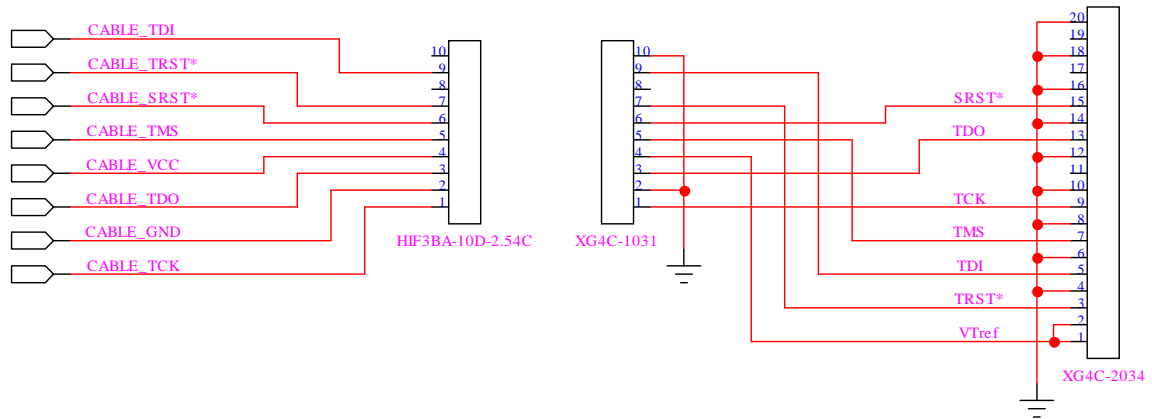 CABLE_TDI
CABLE_TRST*
CABLE_SRST*
CABLE_TMS
CABLE_VCC
CABLE_TDO
CABLE_GND
CABLE_TCK
10
9
8
7
6
5
4
3
2
1
HIF3BA-10D-2.54C
10
9
8
7
6
5
4
3
2
1
XG4C-1031
SRST*
TDO
TCK
TMS
TDI
TRST*
VTref
20
19
18
17
16
15
14
13
12
11
10
9
8
7
6
5
4
3
2
1
XG4C-2034